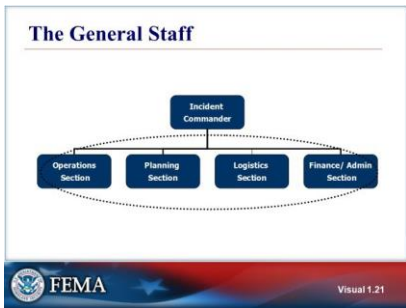 The General Staff
Incident
Commander
Operations
Section
Planning
Section
Logistics
Section
Finance/ Admin
Section
FEMA
Visual 1.21